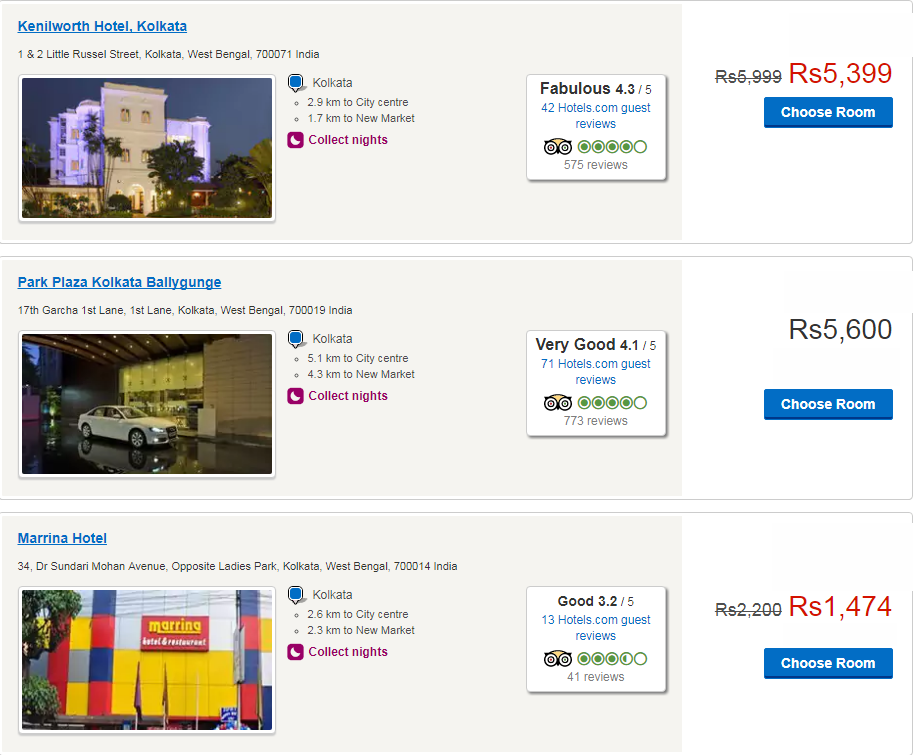 Kenilworth Hotel, Kolkata
1 & 2 Little Russel Street, Kolkata, West Bengal, 700071 India
Kolkata
2.9 km to City centre
1.7 km to New Market
Collect nights
Fabulous 4.3 / 5
42 Hotels.com guest
reviews
575 reviews
Rs5,999 Rs5,399
Choose Room
Park Plaza Kolkata Ballygunge
17th Garcha 1st Lane, 1st Lane, Kolkata, West Bengal, 700019 India
Kolkata
5.1 km to City centre
4.3 km to New Market
Collect nights
Very Good 4.1 / 5
71 Hotels.com guest
reviews
773 reviews
Rs5,600
Choose Room
Marrina Hotel
34, Dr Sundari Mohan Avenue, Opposite Ladies Park, Kolkata, West Bengal, 700014 India
marrina
hotel & restaurant
Kolkata
2.6 km to City centre
2.3 km to New Market
Collect nights
Good 3.2 / 5
13 Hotels.com guest
reviews
41 reviews
Rs2,200 Rs1,474
Choose Room